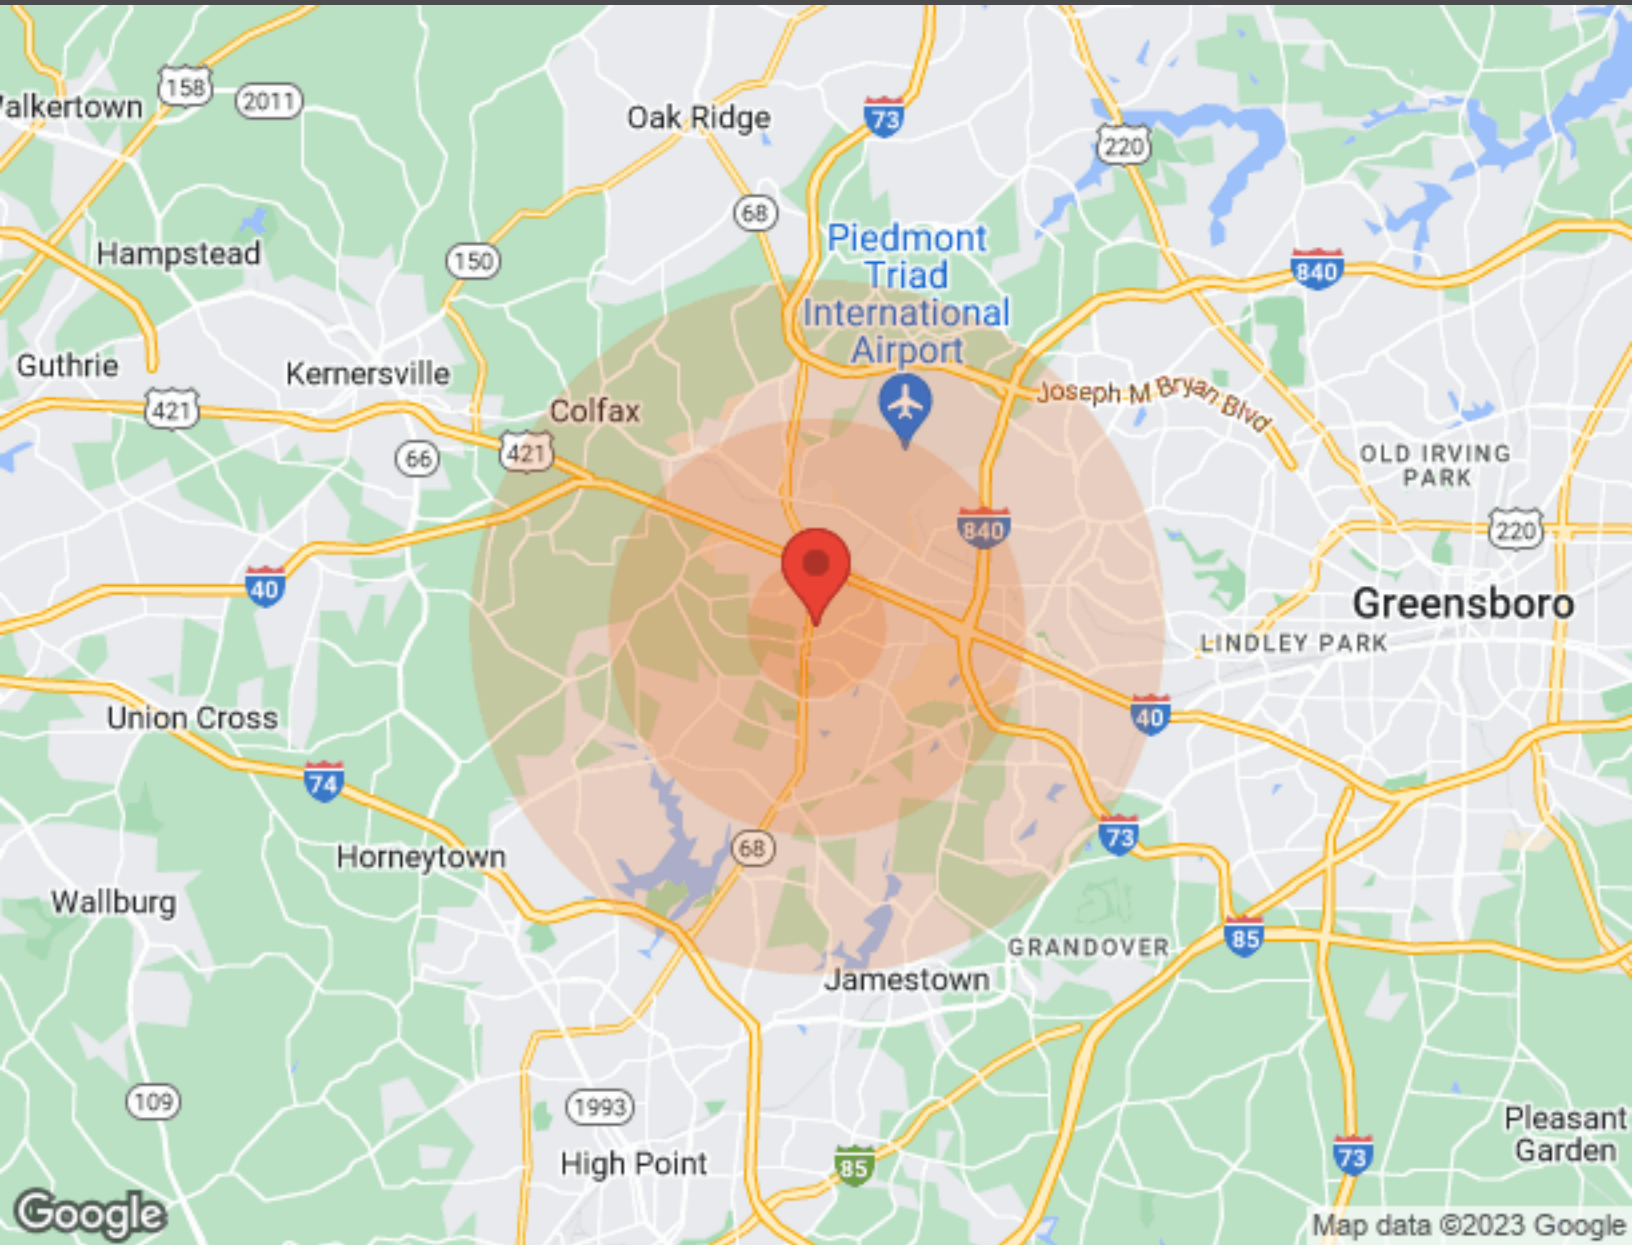 158
2011
Oak Ridge
73
220
68
Hampstead
150
Piedmont
Triad
International
Airport
840
Guthrie
Kernersville
421
Colfax
Joseph M Bryan Blvd
66
421
OLD IRVING
PARK
840
220
40
Greensboro
LINDLEY PARK
Union Cross
40
74
73
Horneytown
68
Wallburg
85
GRANDOVER
Jamestown
109
1993
High Point
85
Pleasant
Garden
73
Google
Map data ©2023 Google